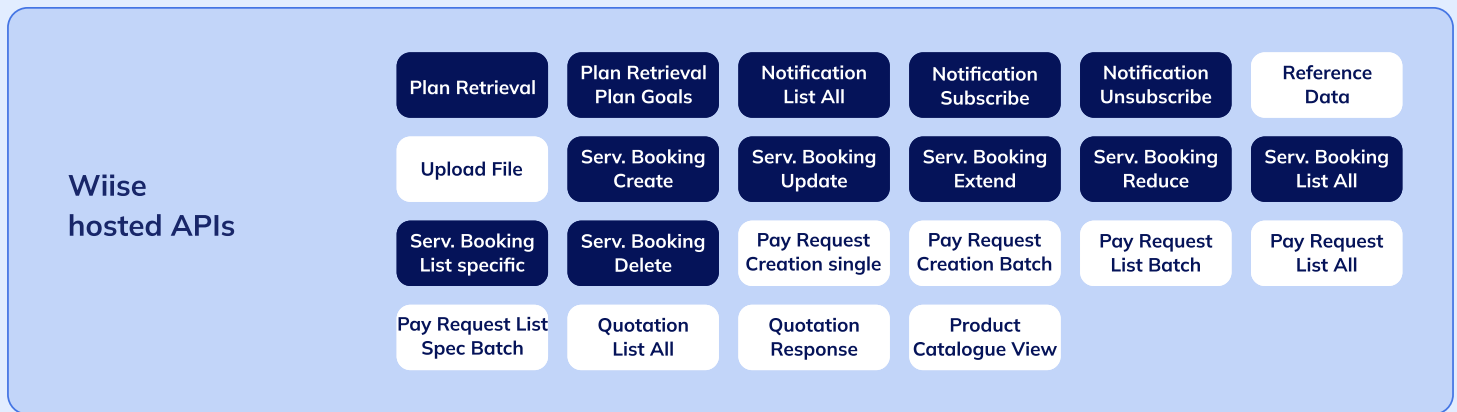 Wiise
hosted APIs
Plan Retrieval
Plan Retrieval
Plan Goals
Notification
List All
Notification
Subscribe
Notification
Unsubscribe
Reference
Data
Upload File
Serv. Booking
Create
Serv. Booking
Update
Serv. Booking
Extend
Serv. Booking
Reduce
Serv. Booking
List All
Serv. Booking
List specific
Serv. Booking
Delete
Pay Request
Creation single
Pay Request
Creation Batch
Pay Request
List Batch
Pay Request
List All
Pay Request List
Spec Batch
Quotation
List All
Quotation
Response
Product
Catalogue View